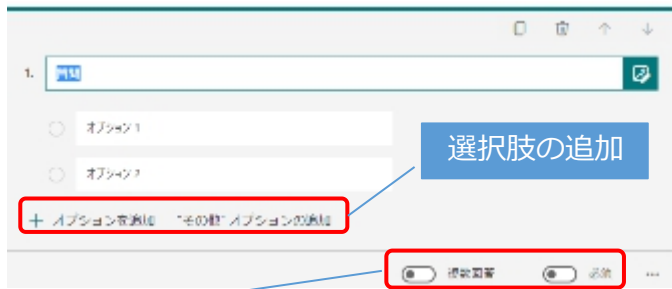 1. 質問
オプション 1
選択肢の追加
オプション 2
+ オプションを追加 "その他" オプションの追加
複数回答 必須 ...